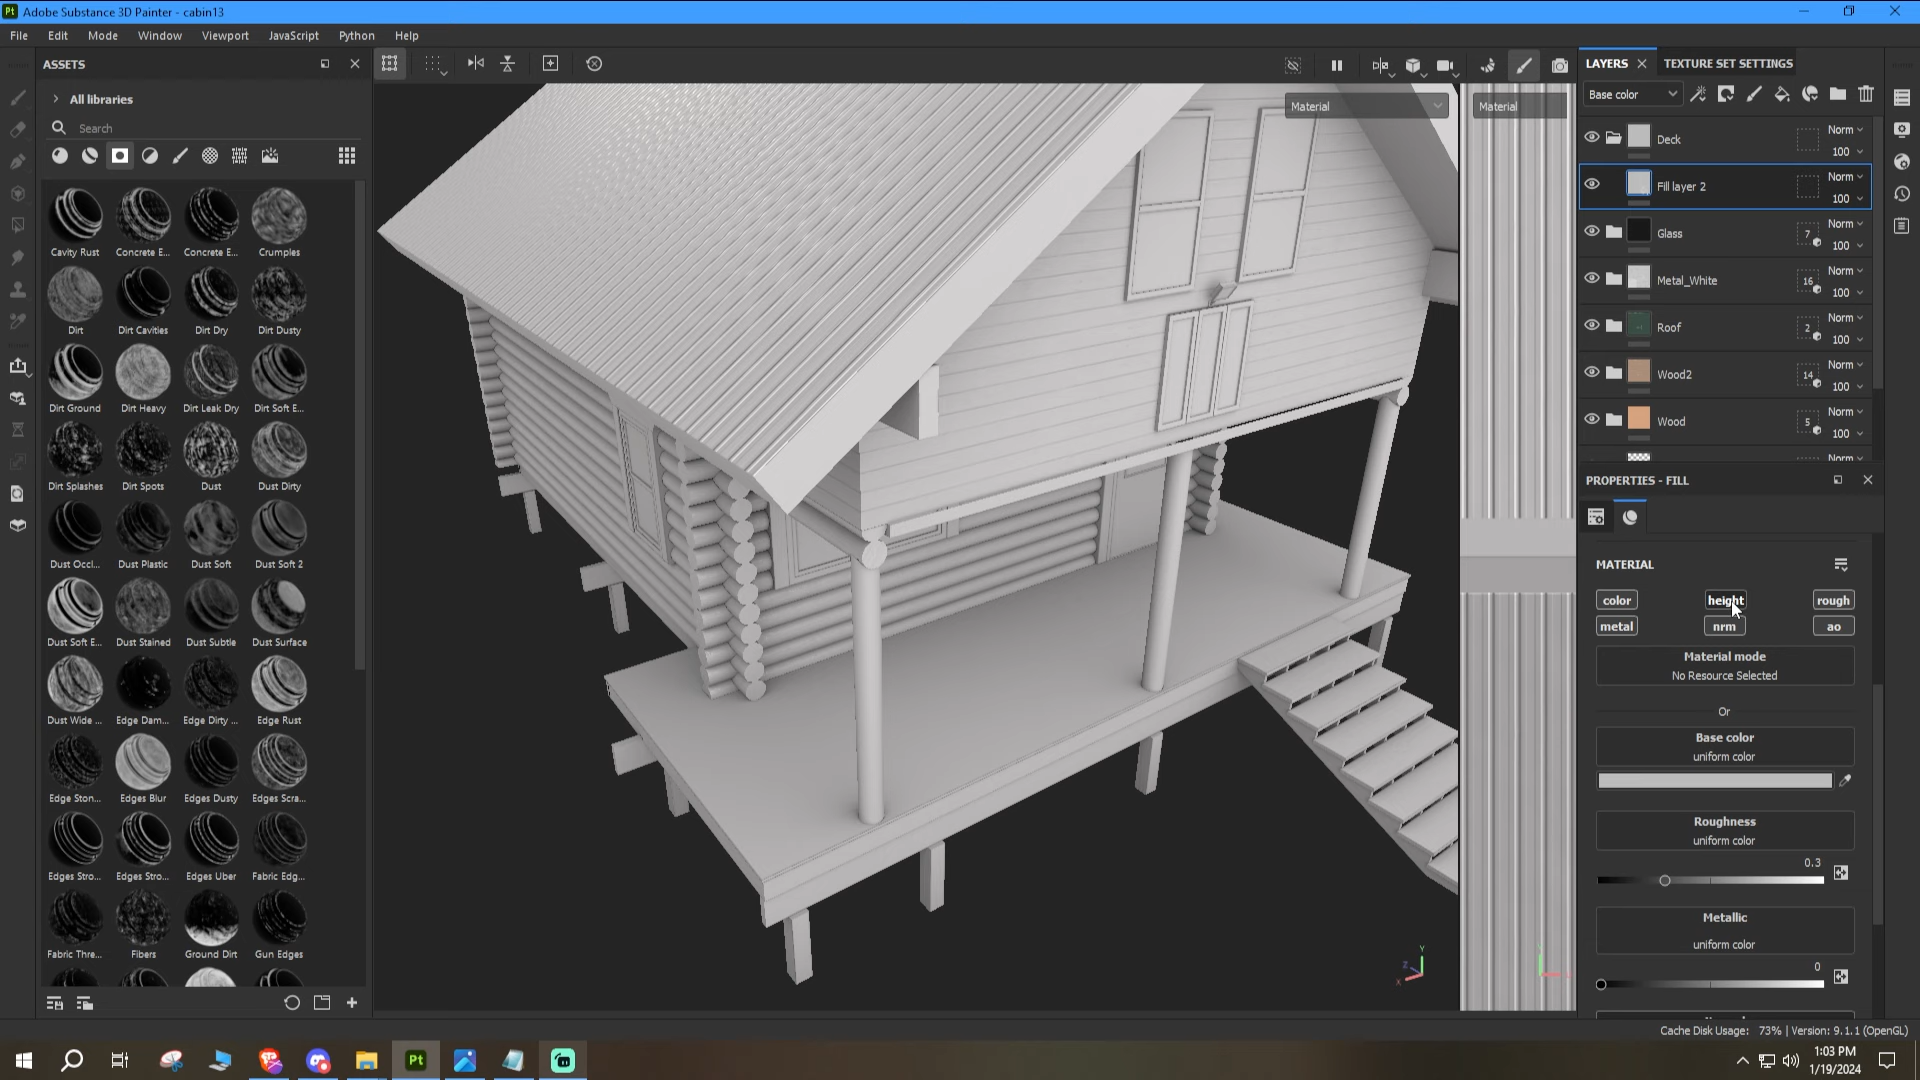 Adobe Substance 3D Painter - cabin13
File Edit Mode Window Viewport JavaScript Python Help
ASSETS
All libraries
Search
Cavity Rust Concrete E... Concrete E... Crumples
Dirt Dirt Cavities Dirt Dry Dirt Dusty
Dirt Ground Dirt Heavy Dirt Leak Dry Dirt Soft E...
Dirt Splashes Dirt Spots Dust Dust Dirty
Dust Occl... Dust Plastic Dust Soft Dust Soft 2
Dust Soft E... Dust Stained Dust Subtle Dust Surface
Dust Wide ... Edge Dam... Edge Dirty ... Edge Rust
Edge Ston... Edges Blur Edges Dusty Edges Scra...
Edges Stro... Edges Stro... Edges Uber Fabric Edg...
Fabric Thre... Fibers Ground Dirt Gun Edges
Material
Material
Y
Z
X
LAYERS
TEXTURE SET SETTINGS
Base color
Deck Norm
100
Fill layer 2 Norm
100
Glass 7 Norm
100
Metal_White 16 Norm
100
Roof 2 Norm
100
Wood2 14 Norm
100
Wood 5 Norm
100
PROPERTIES - FILL
MATERIAL
color height rough
metal nrm ao
Material mode
No Resource Selected
Or
Base color
uniform color
Roughness
uniform color
0.3
Metallic
uniform color
0
Cache Disk Usage: 73% | Version: 9.1.1 (OpenGL)
Pt
1:03 PM
1/19/2024